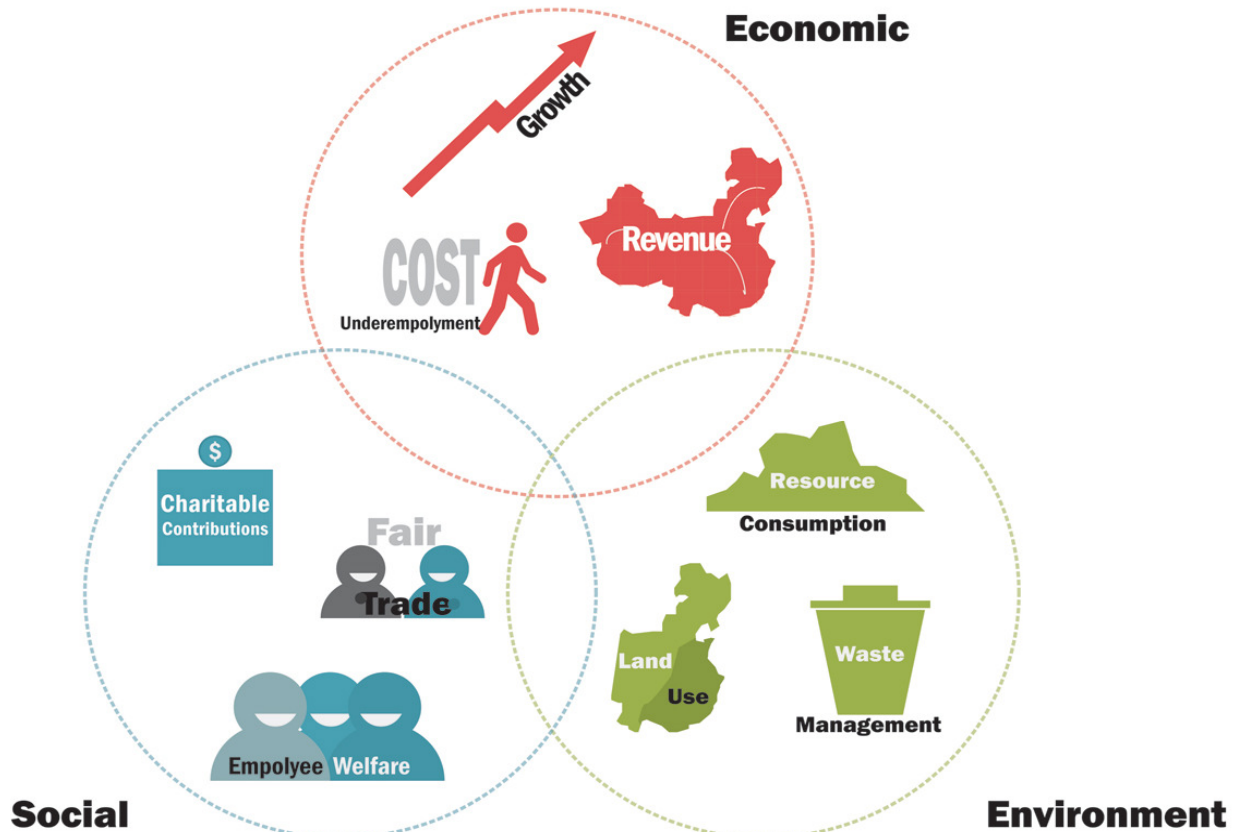 Economic
Growth
Revenue
COST
Underempolyment
$
Charitable
Contributions
Fair
Trade
Empolyee Welfare
Resource
Consumption
Land
Use
Waste
Management
Social
Environment